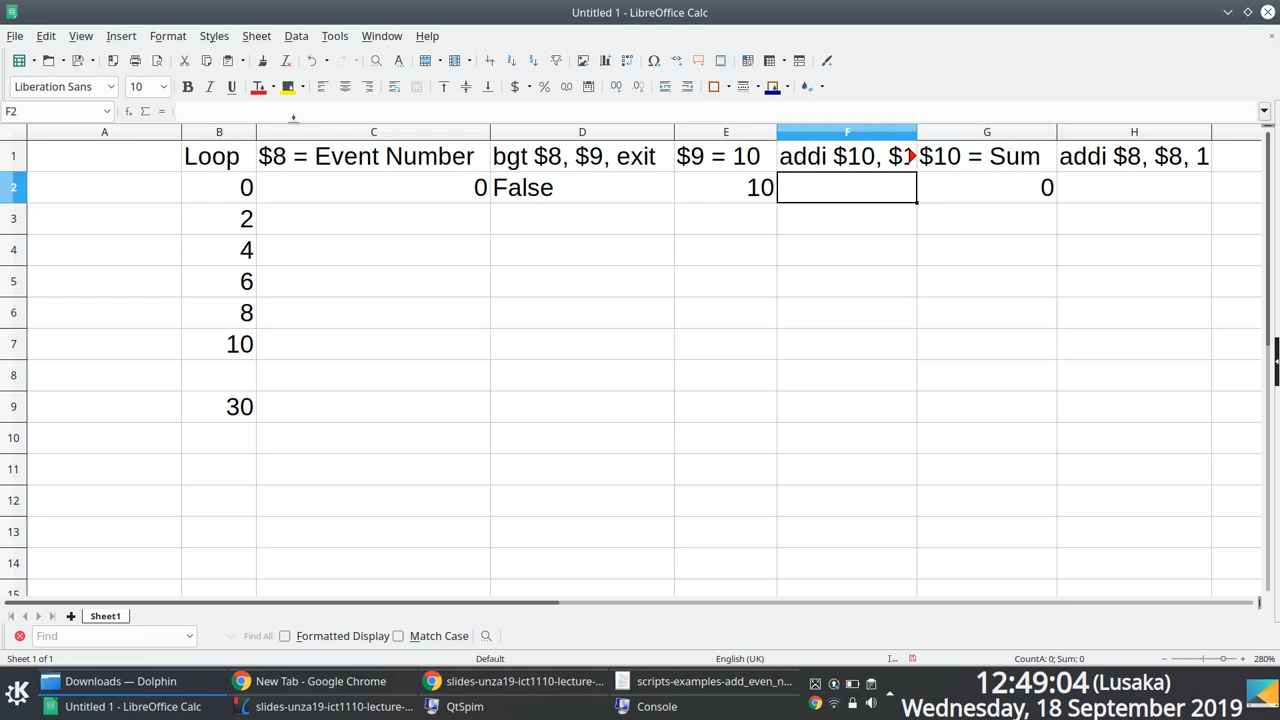 Untitled 1 - LibreOffice Calc
File Edit View Insert Format Styles Sheet Data Tools Window Help
Liberation Sans 10
F2
A B C D E F G H
1 Loop $8 = Event Number bgt $8, $9, exit $9 = 10 addi $10, $1 $10 = Sum addi $8, $8, 1
2 0 0 False 10 0
3 2
4 4
5 6
6 8
7 10
8
9 30
10
11
12
13
14
15
Sheet1
Find Find All Formatted Display Match Case
Sheet 1 of 1 Default English (UK) CountA: 0; Sum: 0 280%
Downloads — Dolphin New Tab - Google Chrome slides-unza19-ict1110-lecture-... scripts-examples-add_even_n... 12:49:04 (Lusaka)
Untitled 1 - LibreOffice Calc slides-unza19-ict1110-lecture-... QtSpim Console Wednesday, 18 September 2019